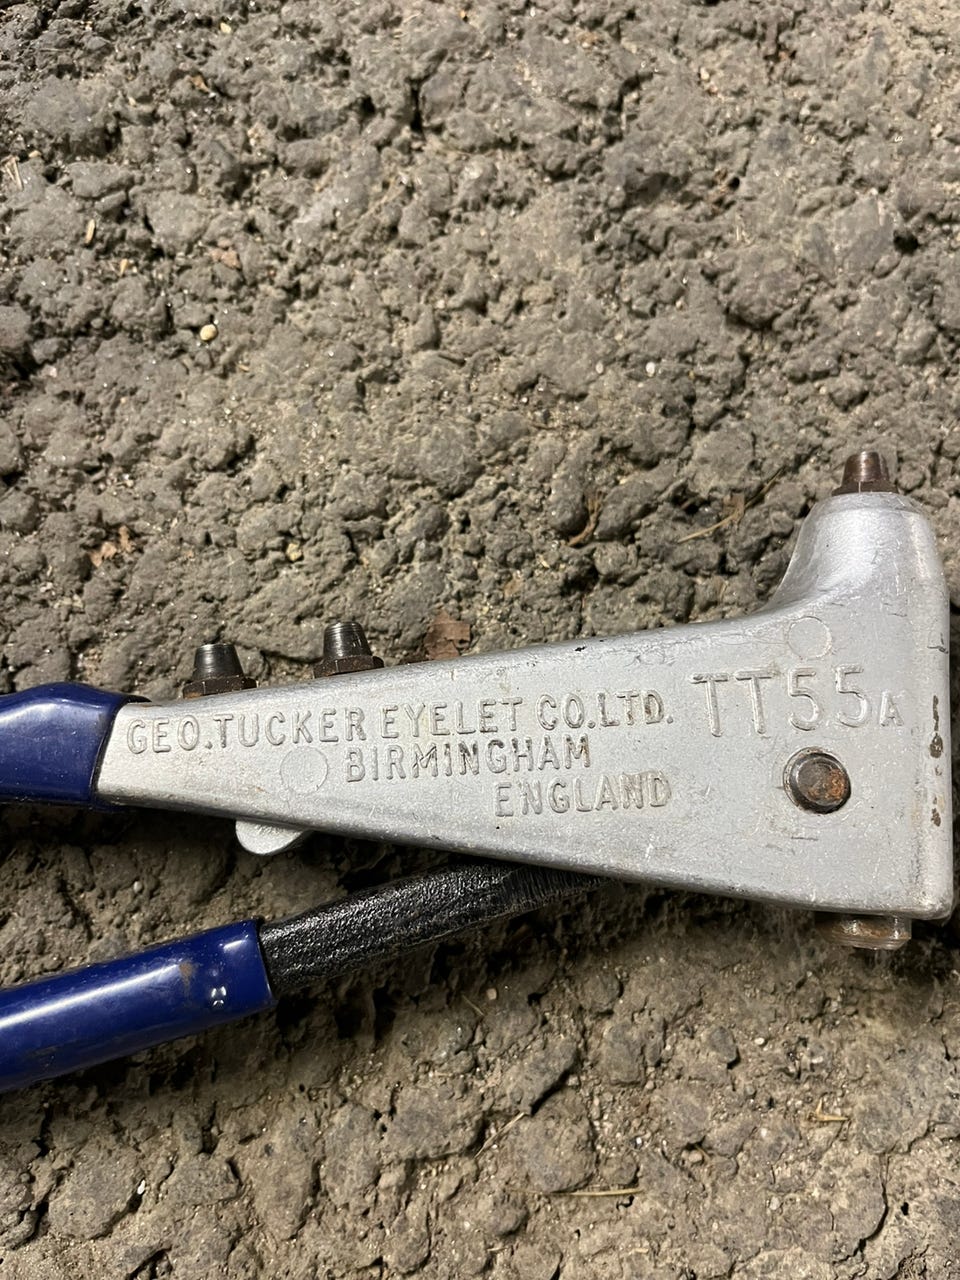 GEO.TUCKER EYELET CO.LTD.
BIRMINGHAM
ENGLAND
TT55A